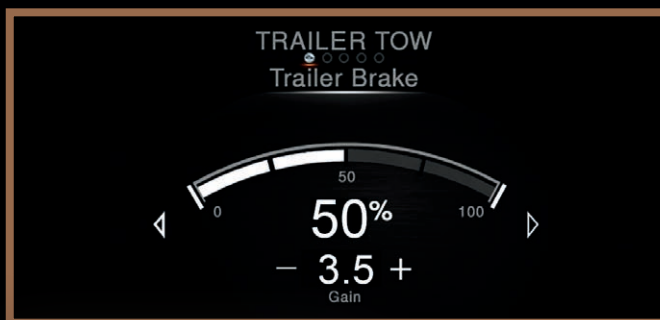 TRAILER TOW
Trailer Brake
50
0 50% 100
− 3.5 +
Gain